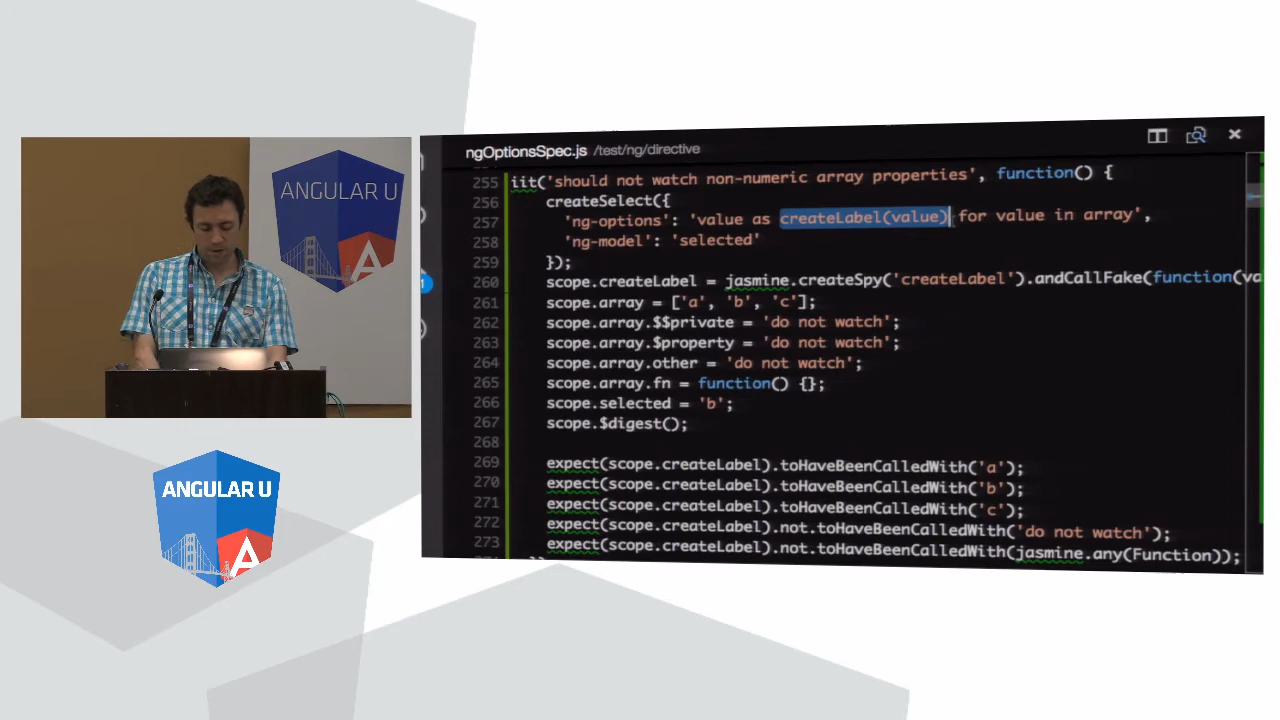 ANGULAR U
ANGULAR U
ngOptionsSpec.js /test/ng/directive
255 iit('should not watch non-numeric array properties', function() {
256 createSelect({
257 'ng-options': 'value as createLabel(value) for value in array',
258 'ng-model': 'selected'
259 });
260 scope.createLabel = jasmine.createSpy('createLabel').andCallFake(function(va
261 scope.array = ['a', 'b', 'c'];
262 scope.array.$$private = 'do not watch';
263 scope.array.$property = 'do not watch';
264 scope.array.other = 'do not watch';
265 scope.array.fn = function() {};
266 scope.selected = 'b';
267 scope.$digest();
268
269 expect(scope.createLabel).toHaveBeenCalledWith('a');
270 expect(scope.createLabel).toHaveBeenCalledWith('b');
271 expect(scope.createLabel).toHaveBeenCalledWith('c');
272 expect(scope.createLabel).not.toHaveBeenCalledWith('do not watch');
273 expect(scope.createLabel).not.toHaveBeenCalledWith(jasmine.any(Function));